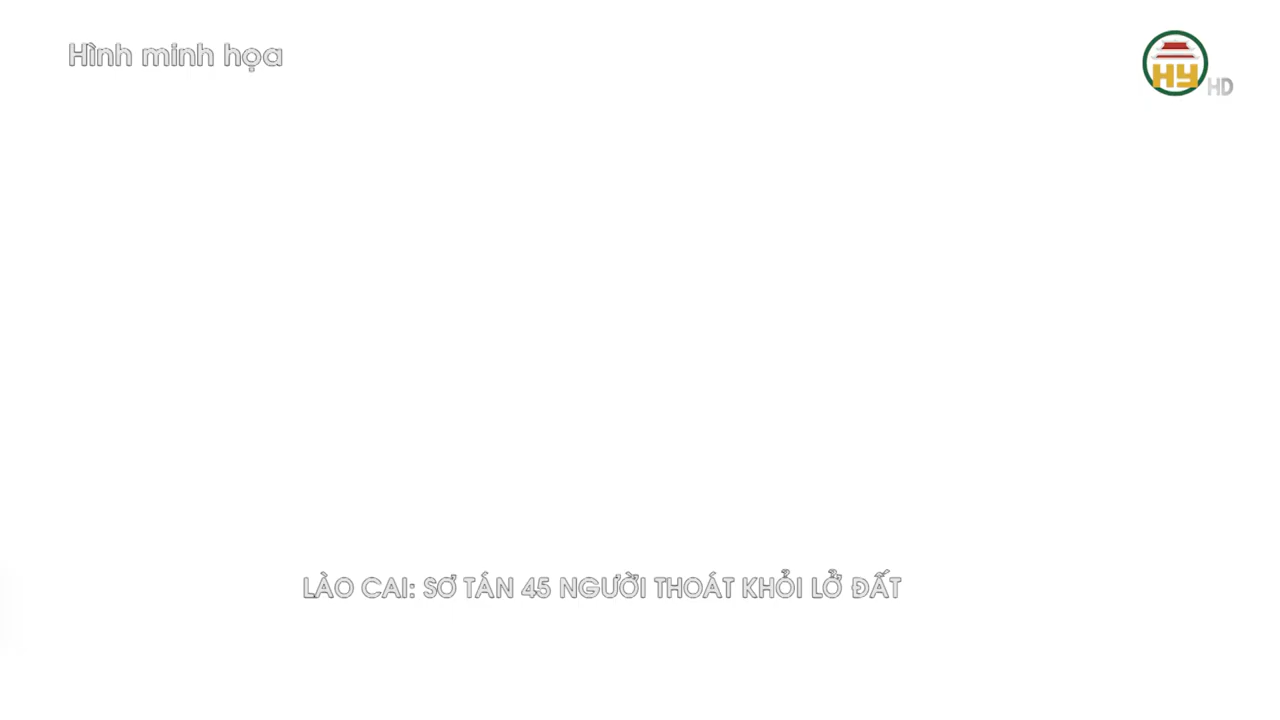 Hình minh họa
HY
HD
LÀO CAI: SƠ TÁN 45 NGƯỜI THOÁT KHỎI LỞ ĐẤT